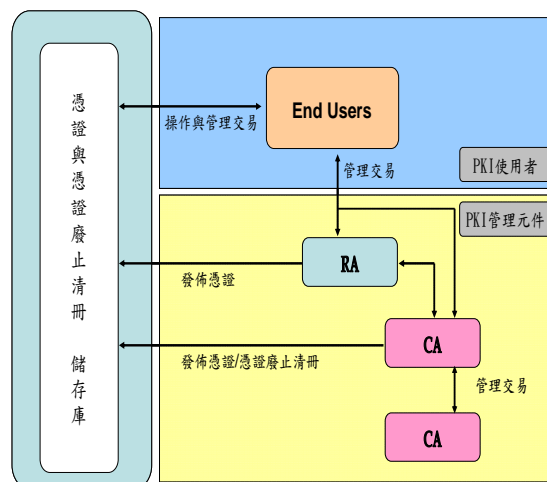 憑證與憑證廢止清冊 儲存庫
End Users
操作與管理交易
管理交易
PKI使用者
PKI管理元件
RA
發佈憑證
CA
發佈憑證/憑證廢止清冊
管理交易
CA